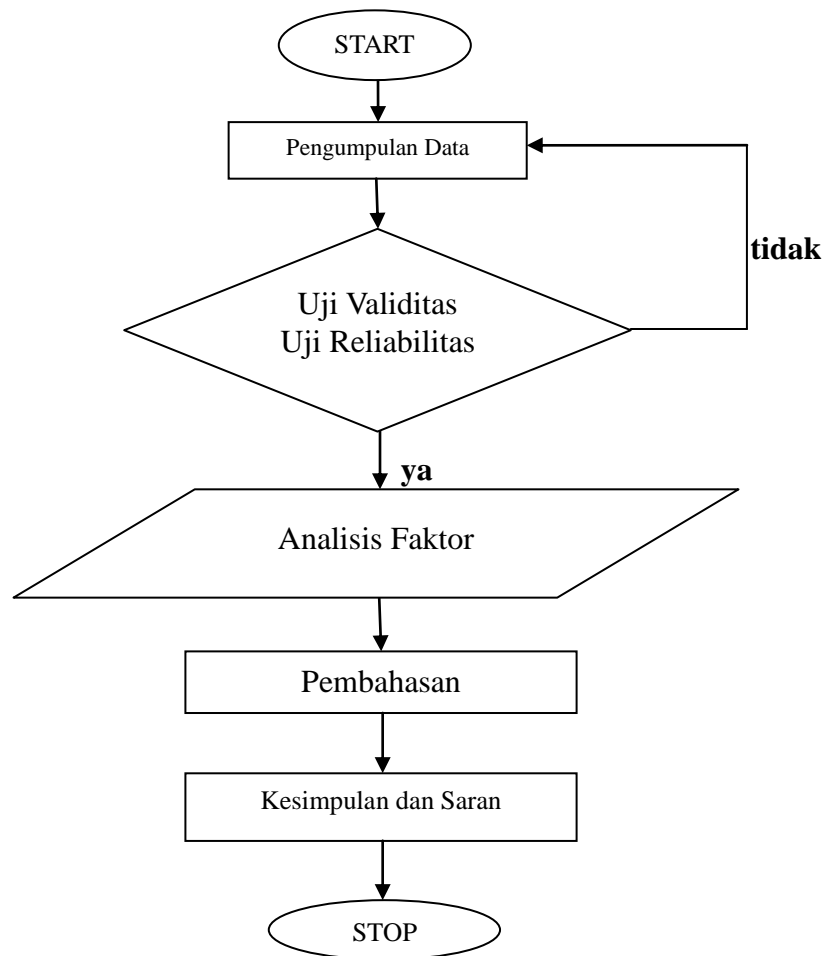 START
Pengumpulan Data
tidak
Uji Validitas
Uji Reliabilitas
ya
Analisis Faktor
Pembahasan
Kesimpulan dan Saran
STOP